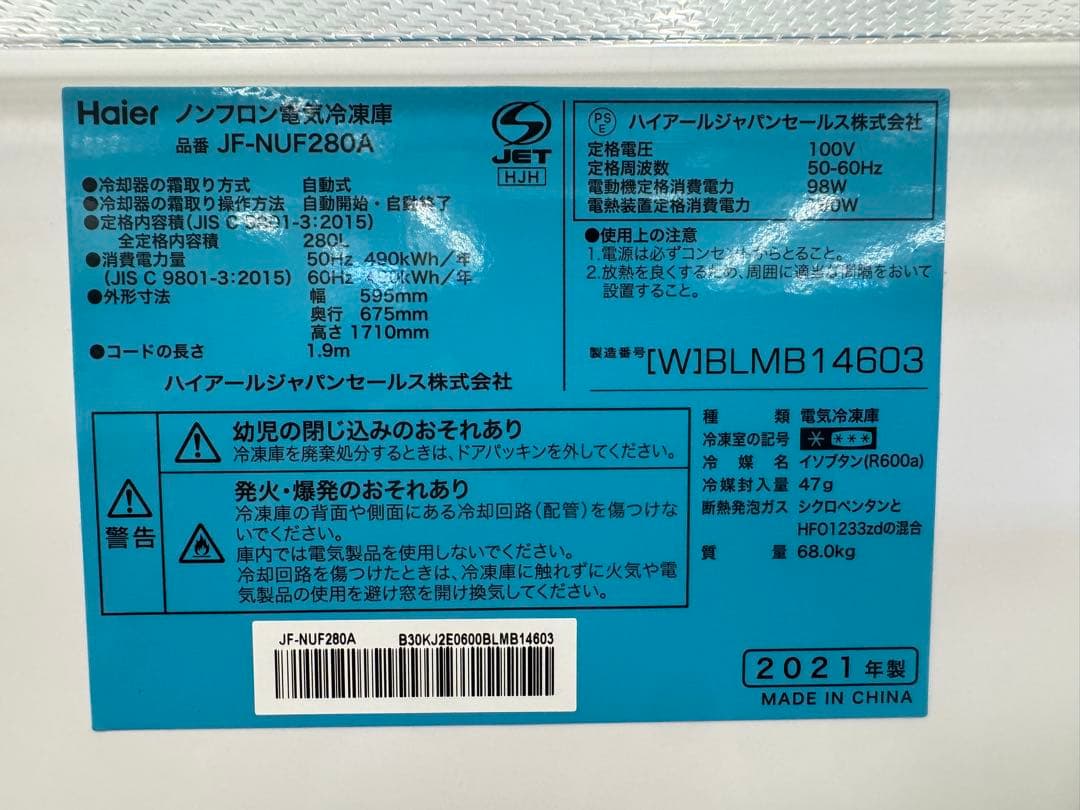 Haier ノンフロン電気冷凍庫
品番 JF-NUF280A
JET
HJH
●冷却器の霜取り方式 自動式
●冷却器の霜取り操作方法 自動開始・自動終了
●定格内容積(JIS C 9801-3:2015)
全定格内容積 280L
●消費電力量 50Hz 490kWh/年
(JIS C 9801-3:2015) 60Hz kWh/年
●外形寸法 幅 595mm
奥行 675mm
高さ 1710mm
●コードの長さ 1.9m
ハイアールジャパンセールス株式会社
PS
E
ハイアールジャパンセールス株式会社
定格電圧 100V
定格周波数 50-60Hz
電動機定格消費電力 98W
電熱装置定格消費電力
●使用上の注意
1.電源は必ずコンセントからとること。
2.放熱を良くするため、周囲に適当な間隔をおいて
設置すること。
製造番号 [W]BLMB14603
警告
幼児の閉じ込みのおそれあり
冷凍庫を廃棄処分するときは、ドアパッキンを外してください。
発火・爆発のおそれあり
冷凍庫の背面や側面にある冷却回路(配管)を傷つけな
いでください。
庫内では電気製品を使用しないでください。
冷却回路を傷つけたときは、冷凍庫に触れずに火気や電
気製品の使用を避け窓を開け換気してください。
種類 電気冷凍庫
冷凍室の記号 * ***
冷媒名 イソブタン(R600a)
冷媒封入量 47g
断熱発泡ガス シクロペンタンと
HFO1233zdの混合
質量 68.0kg
JF-NUF280A B30KJ2E0600BLMB14603
2021年製
MADE IN CHINA